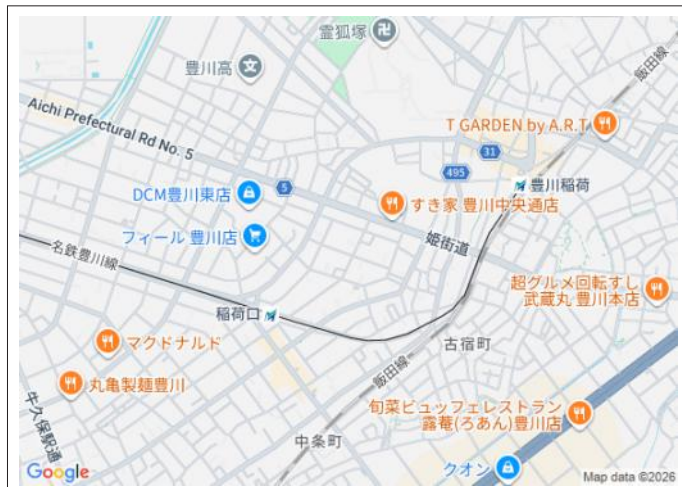 霊狐塚
卍
飯田線
豊川高
文
T GARDEN by A.R.T
Aichi Prefectural Rd No. 5
31
495
豊川稲荷
5
DCM豊川東店
すき家 豊川中央通店
フィール 豊川店
姫街道
名鉄豊川線
超グルメ回転すし
武蔵丸 豊川本店
稲荷口
マクドナルド
古宿町
飯田線
丸亀製麺豊川
旬菜ビュッフェレストラン
露菴(ろあん)豊川店
牛久保駅通
中条町
クオン
Google
Map data ©2026